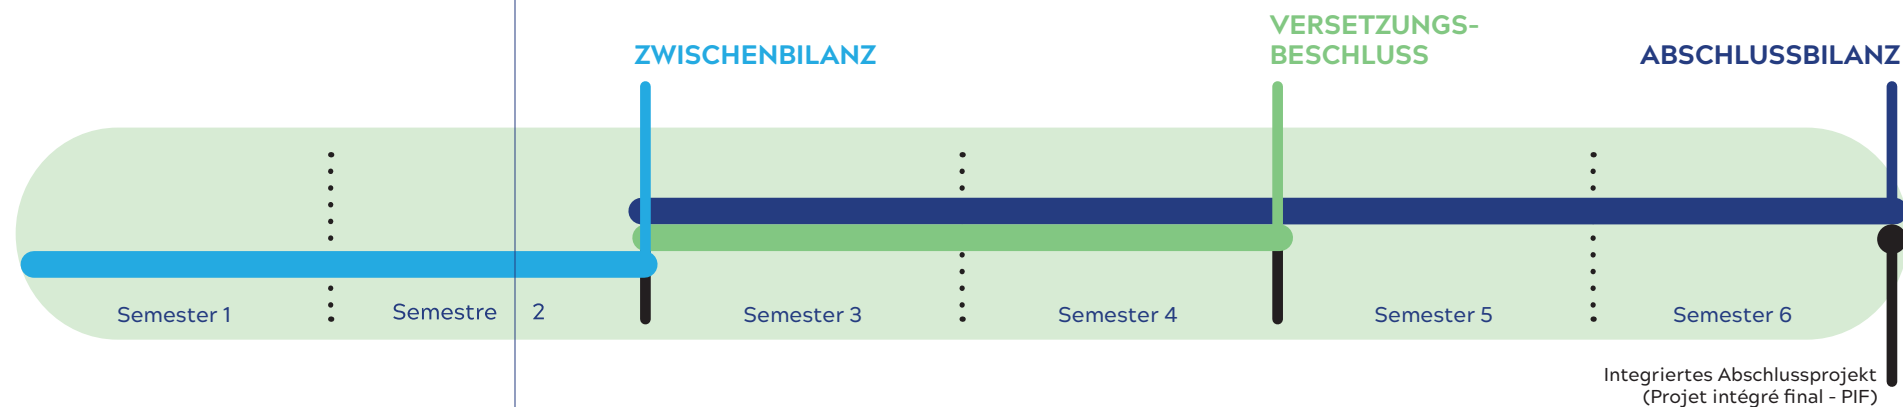 VERSETZUNGS-
BESCHLUSS
ZWISCHENBILANZ
ABSCHLUSSBILANZ
Semester 1
Semestre 2
Semester 3
Semester 4
Semester 5
Semester 6
Integriertes Abschlussprojekt
(Projet intégré final - PIF)